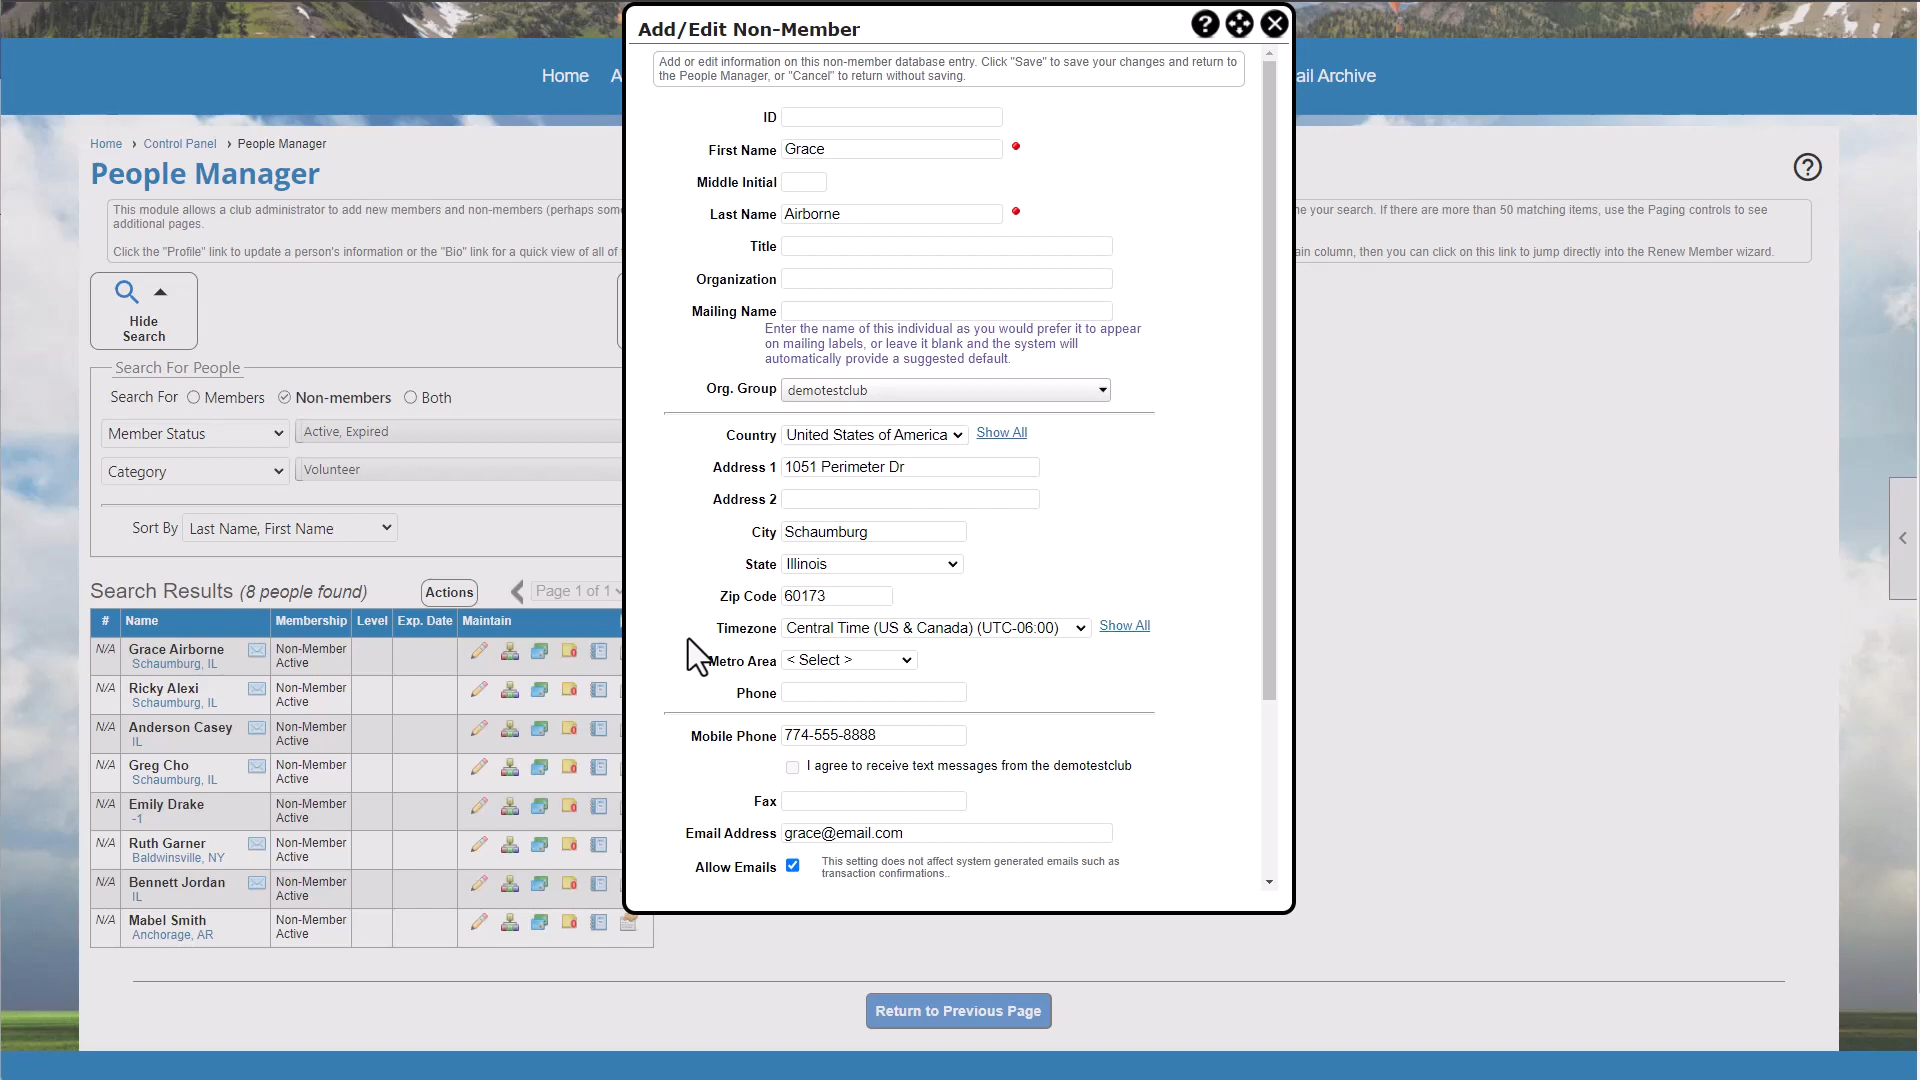 Add/Edit Non-Member
Add or edit information on this non-member database entry. Click "Save" to save your changes and return to
the People Manager, or "Cancel" to return without saving.
Home
A
ail Archive
Home › Control Panel › People Manager
People Manager
This module allows a club administrator to add new members and non-members (perhaps som
ne your search. If there are more than 50 matching items, use the Paging controls to see
additional pages.
Click the "Profile" link to update a person's information or the "Bio" link for a quick view of all of
ain column, then you can click on this link to jump directly into the Renew Member wizard.
Hide
Search
Search For People
Search For Members Non-members Both
Member Status Active, Expired
Category Volunteer
Sort By Last Name, First Name
Search Results (8 people found) Actions Page 1 of 1
# Name Membership Level Exp. Date Maintain
N/A Grace Airborne Non-Member
Schaumburg, IL Active
N/A Ricky Alexi Non-Member
Schaumburg, IL Active
N/A Anderson Casey Non-Member
IL Active
N/A Greg Cho Non-Member
Schaumburg, IL Active
N/A Emily Drake Non-Member
-1 Active
N/A Ruth Garner Non-Member
Baldwinsville, NY Active
N/A Bennett Jordan Non-Member
IL Active
N/A Mabel Smith Non-Member
Anchorage, AR Active
ID
First Name Grace
Middle Initial
Last Name Airborne
Title
Organization
Mailing Name
Enter the name of this individual as you would prefer it to appear
on mailing labels, or leave it blank and the system will
automatically provide a suggested default.
Org. Group demotestclub
Country United States of America Show All
Address 1 1051 Perimeter Dr
Address 2
City Schaumburg
State Illinois
Zip Code 60173
Timezone Central Time (US & Canada) (UTC-06:00) Show All
Metro Area < Select >
Phone
Mobile Phone 774-555-8888
I agree to receive text messages from the demotestclub
Fax
Email Address grace@email.com
Allow Emails This setting does not affect system generated emails such as
transaction confirmations..
Return to Previous Page